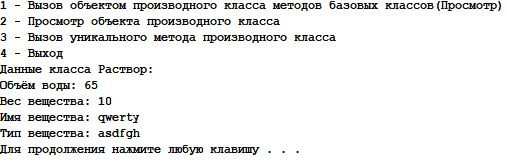 1 - Вызов объектом производного класса методов базовых классов(Просмотр)
2 - Просмотр объекта производного класса
3 - Вызов уникального метода производного класса
4 - Выход
Данные класса Раствор:
Объём воды: 65
Вес вещества: 10
Имя вещества: qwerty
Тип вещества: asdfgh
Для продолжения нажмите любую клавишу . . .